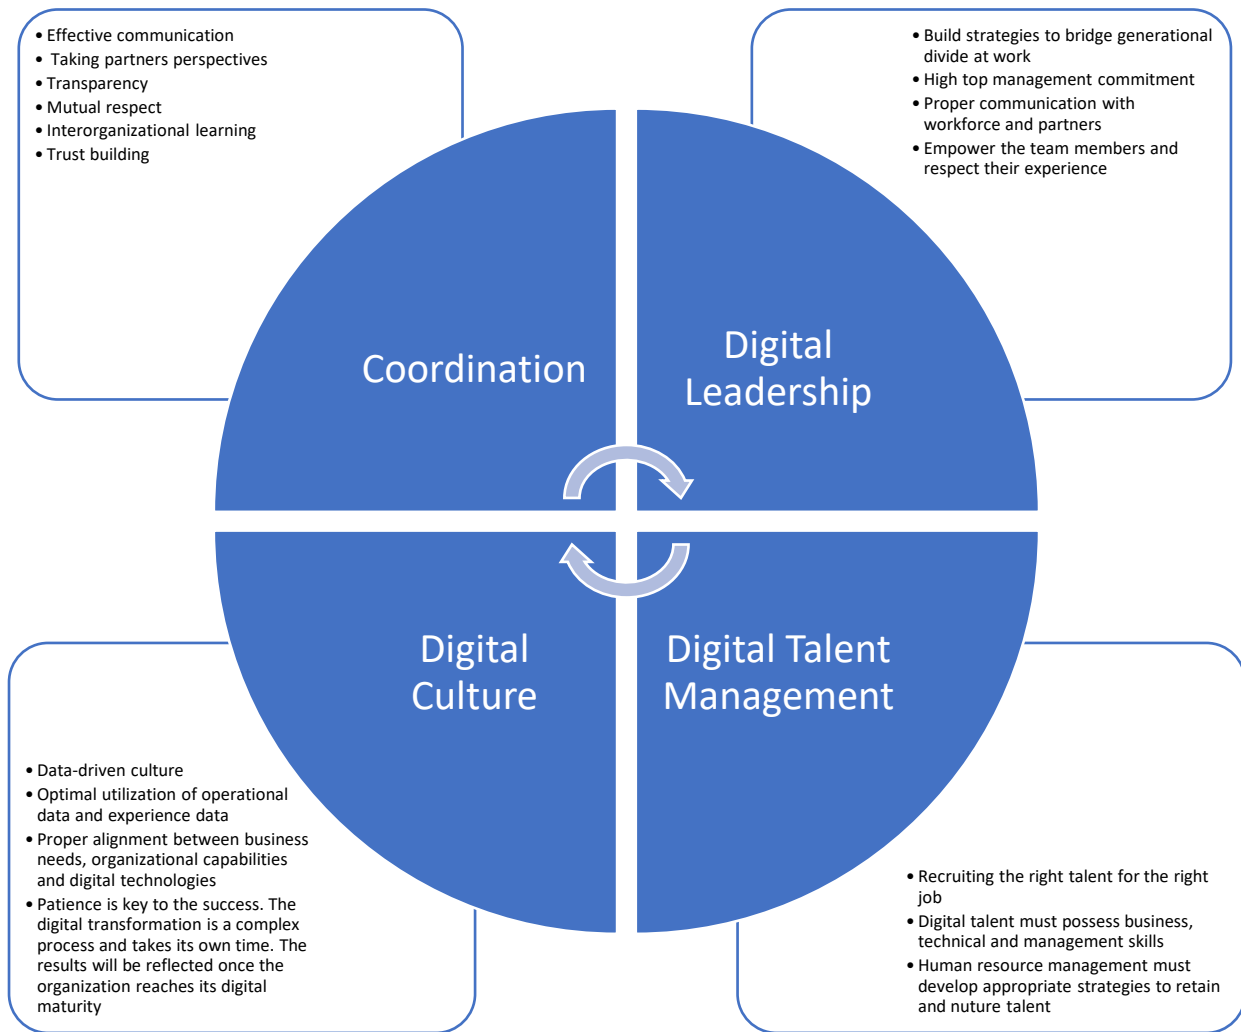 • Effective communication
• Taking partners perspectives
• Transparency
• Mutual respect
• Interorganizational learning
• Trust building
• Build strategies to bridge generational
divide at work
• High top management commitment
• Proper communication with
workforce and partners
• Empower the team members and
respect their experience
Coordination
Digital
Leadership
Digital
Culture
Digital Talent
Management
• Data-driven culture
• Optimal utilization of operational
data and experience data
• Proper alignment between business
needs, organizational capabilities
and digital technologies
• Patience is key to the success. The
digital transformation is a complex
process and takes its own time. The
results will be reflected once the
organization reaches its digital
maturity
• Recruiting the right talent for the right
job
• Digital talent must possess business,
technical and management skills
• Human resource management must
develop appropriate strategies to retain
and nuture talent